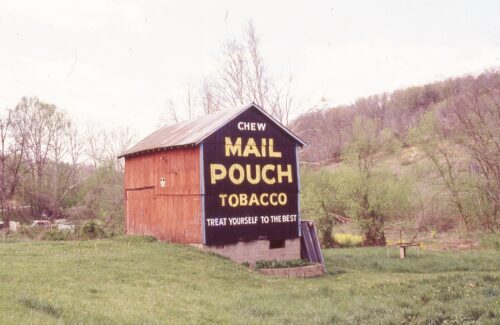 CHEW
MAIL
POUCH
TOBACCO
TREAT YOURSELF TO THE BEST